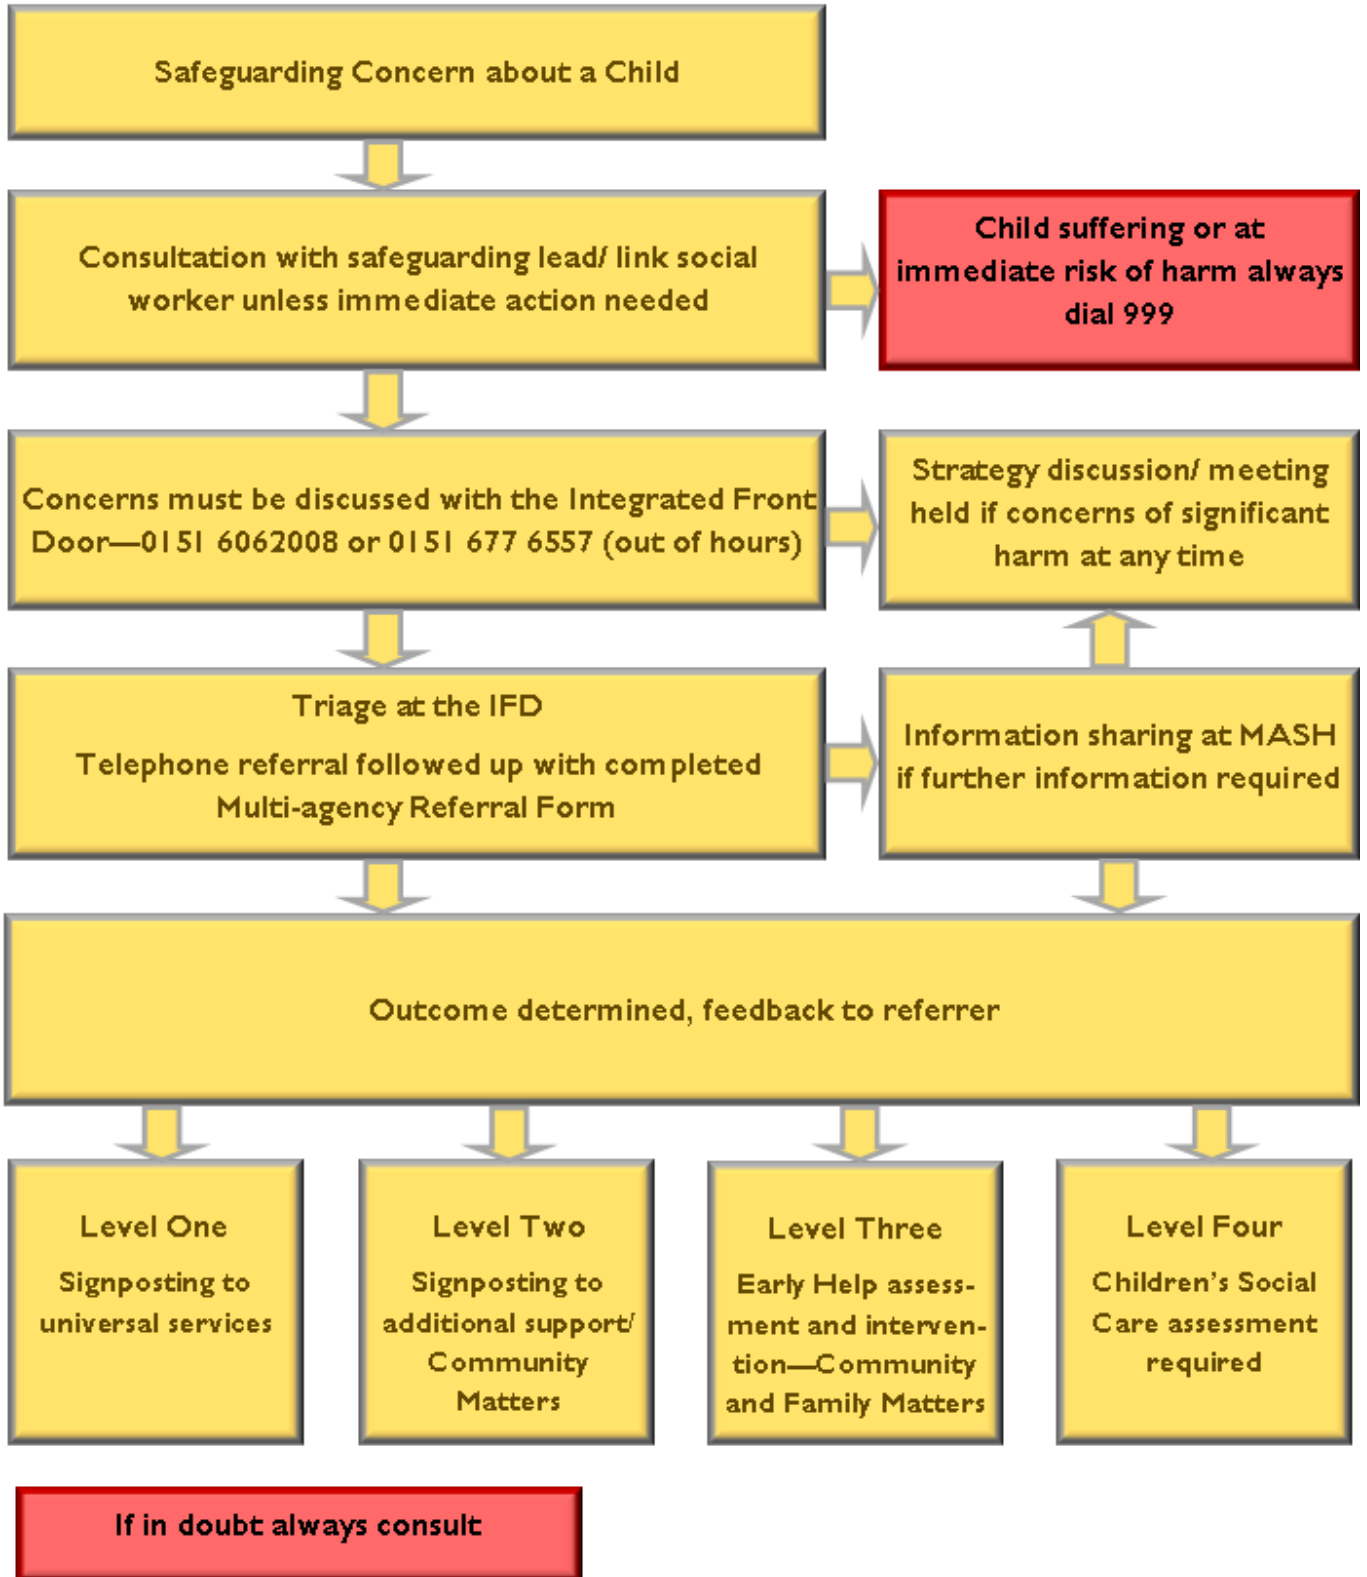 Safeguarding Concern about a Child
Consultation with safeguarding lead/ link social
worker unless immediate action needed
Child suffering or at
immediate risk of harm always
dial 999
Concerns must be discussed with the Integrated Front
Door—0151 6062008 or 0151 677 6557 (out of hours)
Strategy discussion/ meeting
held if concerns of significant
harm at any time
Triage at the IFD
Telephone referral followed up with completed
Multi-agency Referral Form
Information sharing at MASH
if further information required
Outcome determined, feedback to referrer
Level One
Signposting to
universal services
Level Two
Signposting to
additional support/
Community
Matters
Level Three
Early Help assess-
ment and interven-
tion—Community
and Family Matters
Level Four
Children's Social
Care assessment
required
If in doubt always consult